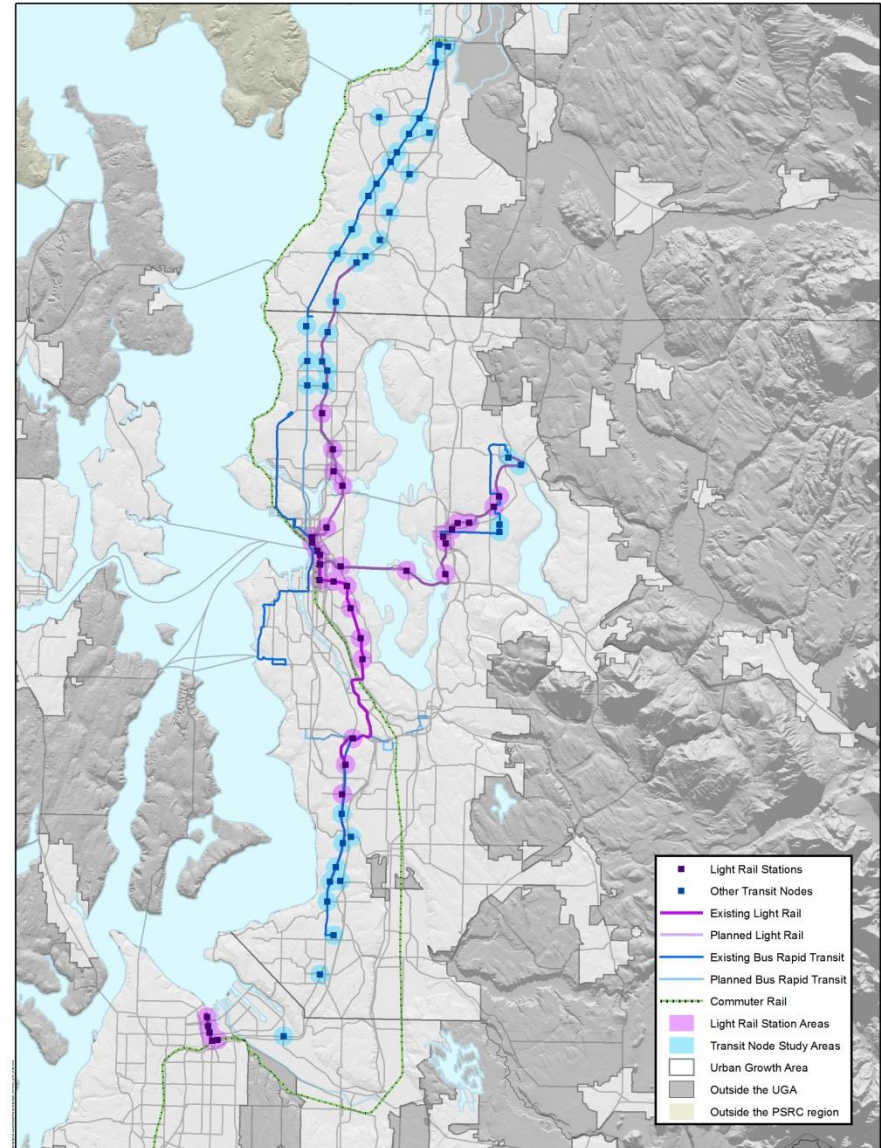 Light Rail Stations
Other Transit Nodes
Existing Light Rail
Planned Light Rail
Existing Bus Rapid Transit
Planned Bus Rapid Transit
Commuter Rail
Light Rail Station Areas
Transit Node Study Areas
Urban Growth Area
Outside the UGA
Outside the PSRC region